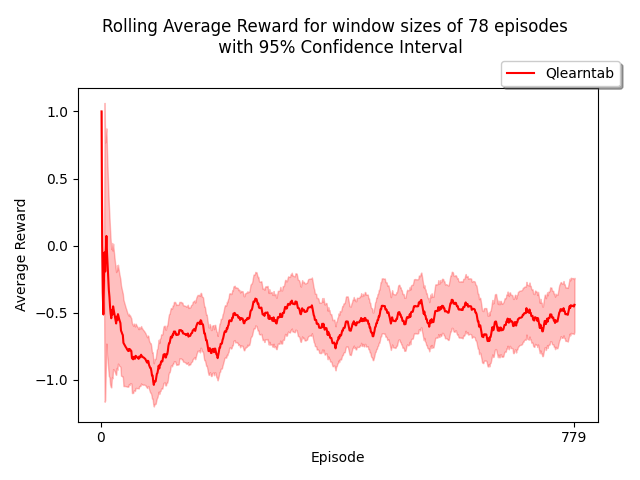 Rolling Average Reward for window sizes of 78 episodes
with 95% Confidence Interval
Qlearntab
1.0
0.5
0.0
−0.5
−1.0
Average Reward
0
779
Episode